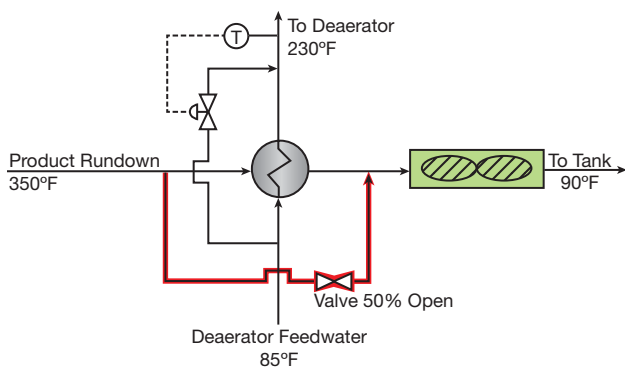 To Deaerator
230ºF
T
Product Rundown
350ºF
To Tank
90ºF
Valve 50% Open
Deaerator Feedwater
85ºF